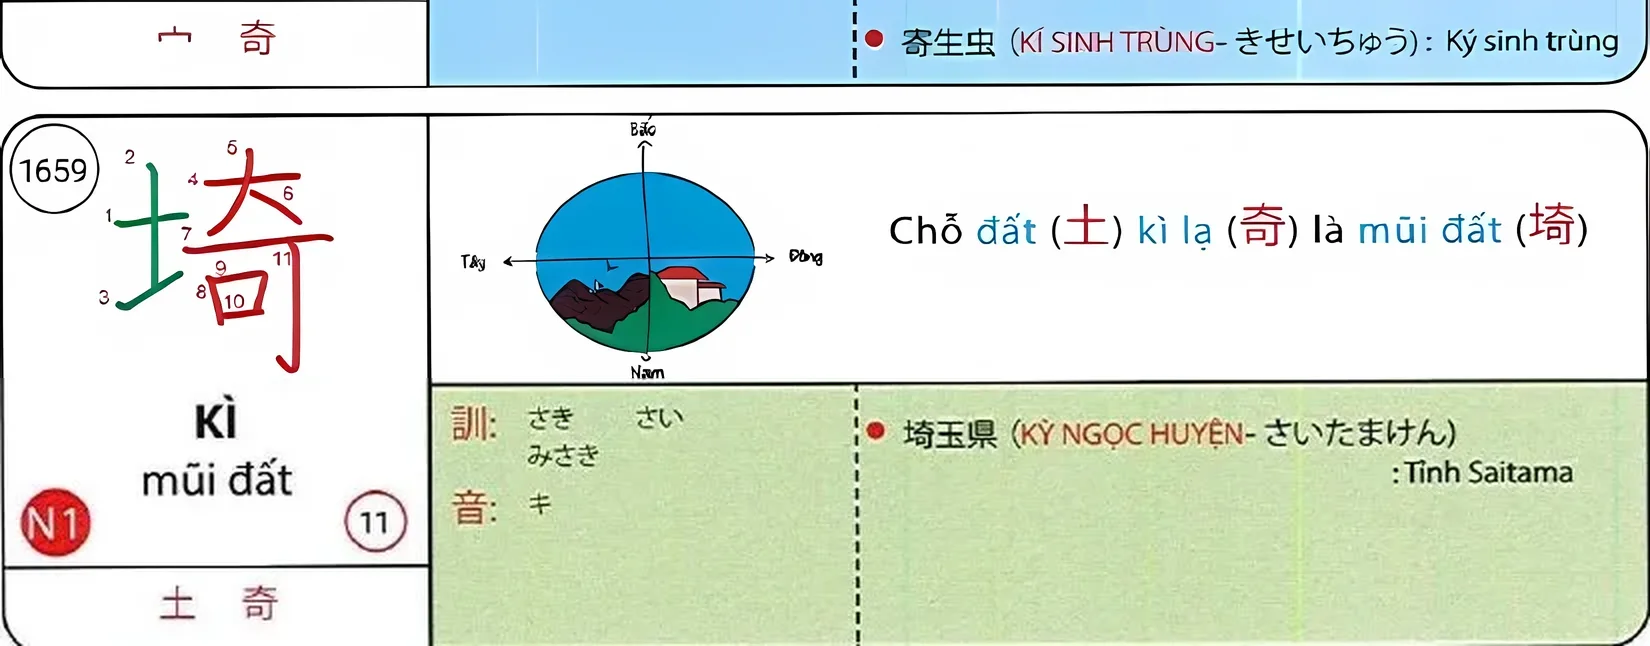 宀 奇
寄生虫 (KÍ SINH TRÙNG- きせいちゅう) : Ký sinh trùng
1659
1 2 3 4 5 6 7 8 9 10 11
埼
KÌ
mũi đất
N1
11
土 奇
Bắc
Tây
Đông
Nam
Chỗ đất (土) kì lạ (奇) là mũi đất (埼)
訓: さき さい
みさき
音: キ
埼玉県 (KỲ NGỌC HUYỆN- さいたまけん)
: Tỉnh Saitama